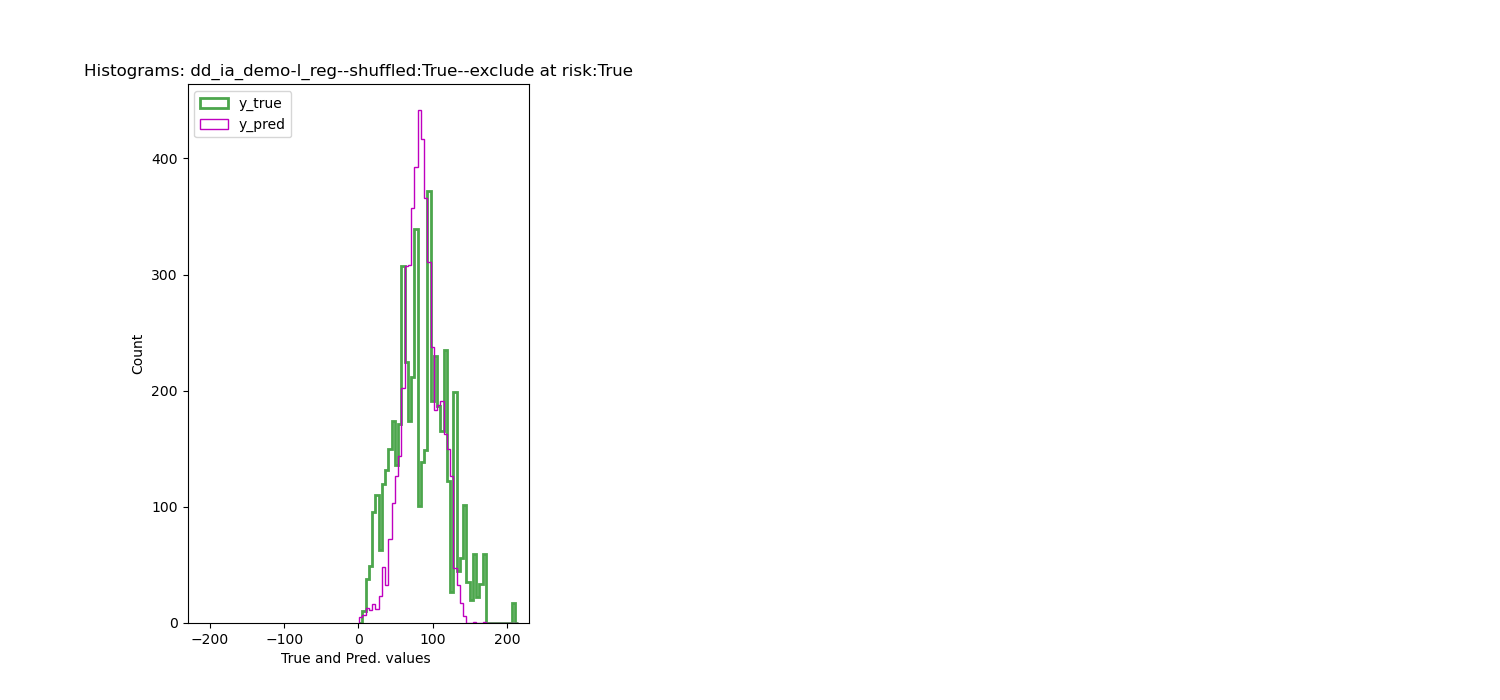 Histograms: dd_ia_demo-l_reg--shuffled:True--exclude at risk:True
y_true
y_pred
400
300
200
100
0
Count
−200
−100
0
100
200
True and Pred. values